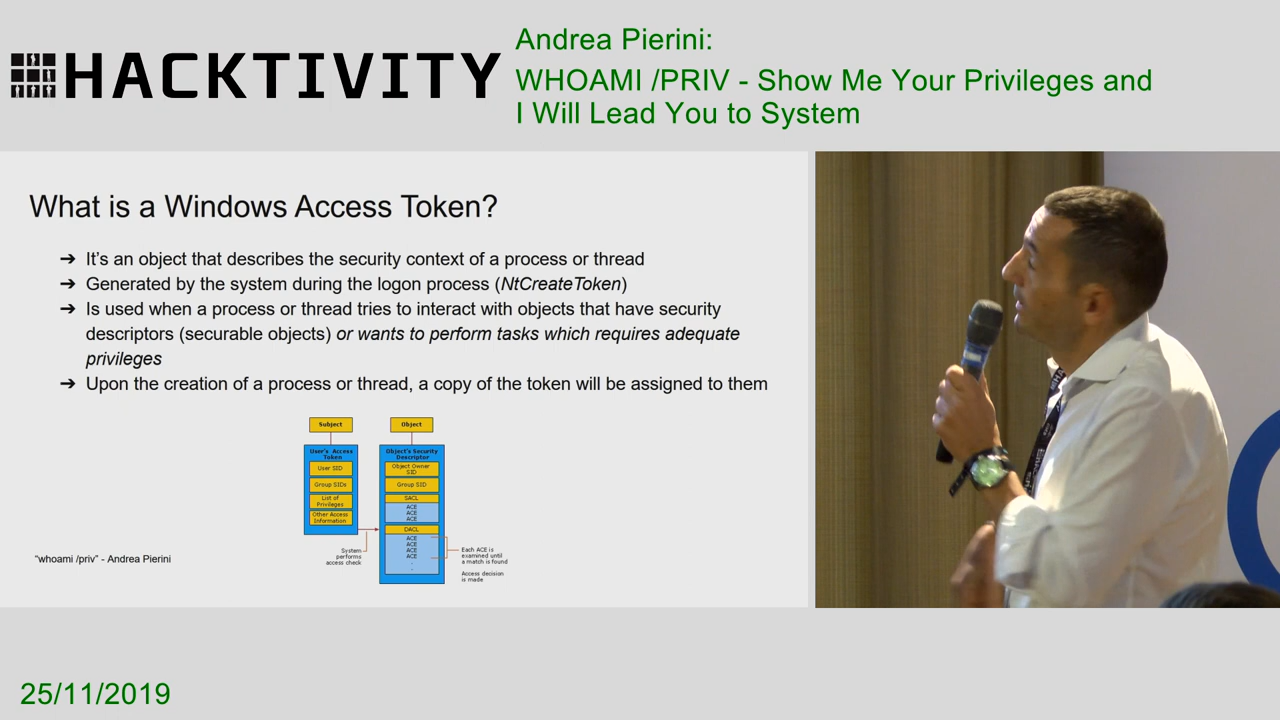 HACKTIVITY
Andrea Pierini:
WHOAMI /PRIV - Show Me Your Privileges and
I Will Lead You to System
What is a Windows Access Token?
➔ It's an object that describes the security context of a process or thread
➔ Generated by the system during the logon process (NtCreateToken)
➔ Is used when a process or thread tries to interact with objects that have security
descriptors (securable objects) or wants to perform tasks which requires adequate
privileges
➔ Upon the creation of a process or thread, a copy of the token will be assigned to them
Subject
User's Access
Token
User SID
Group SIDs
List of
Privileges
Other Access
Information
Object
Object's Security
Descriptor
Object Owner
SID
Group SID
SACL
ACE
ACE
ACE
DACL
ACE
ACE
ACE
ACE
.
.
System
performs
access check
Each ACE is
examined until
a match is found
Access decision
is made
"whoami /priv" - Andrea Pierini
25/11/2019